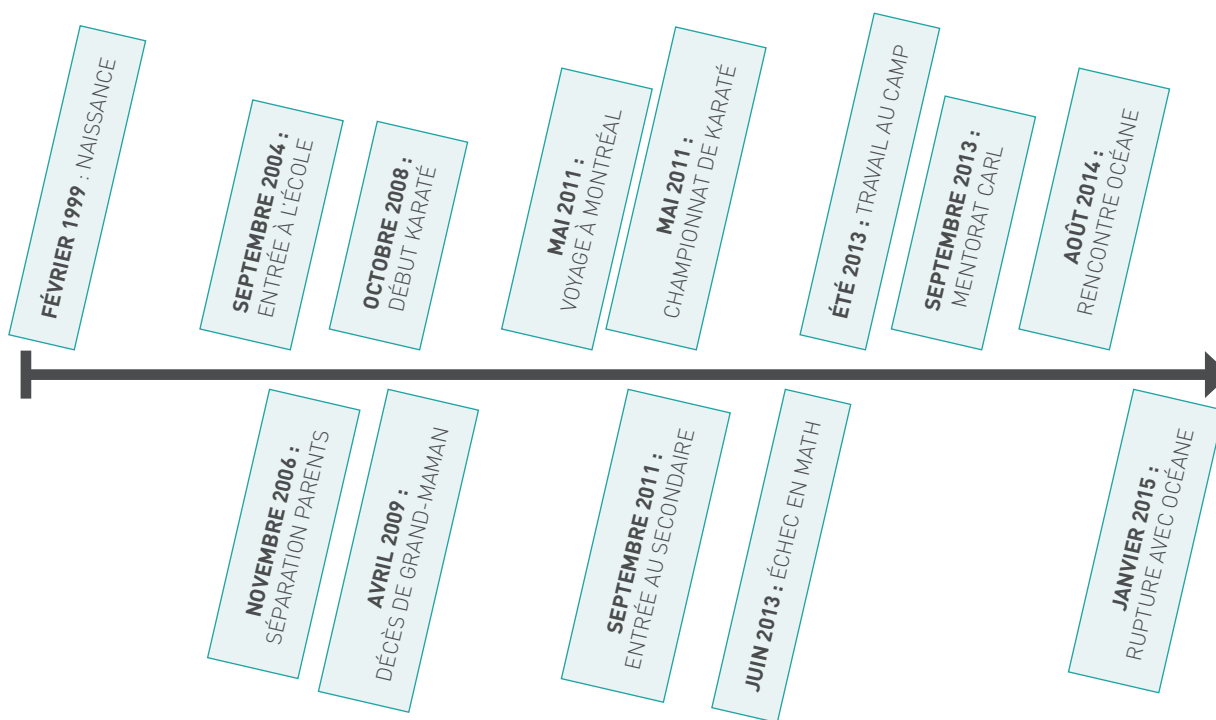 FÉVRIER 1999 : NAISSANCE
SEPTEMBRE 2004 :
ENTRÉE À L'ÉCOLE
OCTOBRE 2008 :
DÉBUT KARATÉ
MAI 2011 :
VOYAGE À MONTRÉAL
MAI 2011 :
CHAMPIONNAT DE KARATÉ
ÉTÉ 2013 : TRAVAIL AU CAMP
SEPTEMBRE 2013 :
MENTORAT CARL
AOÛT 2014 :
RENCONTRE OCÉANE
NOVEMBRE 2006 :
SÉPARATION PARENTS
AVRIL 2009 :
DÉCÈS DE GRAND-MAMAN
SEPTEMBRE 2011 :
ENTRÉE AU SECONDAIRE
JUIN 2013 : ÉCHEC EN MATH
JANVIER 2015 :
RUPTURE AVEC OCÉANE